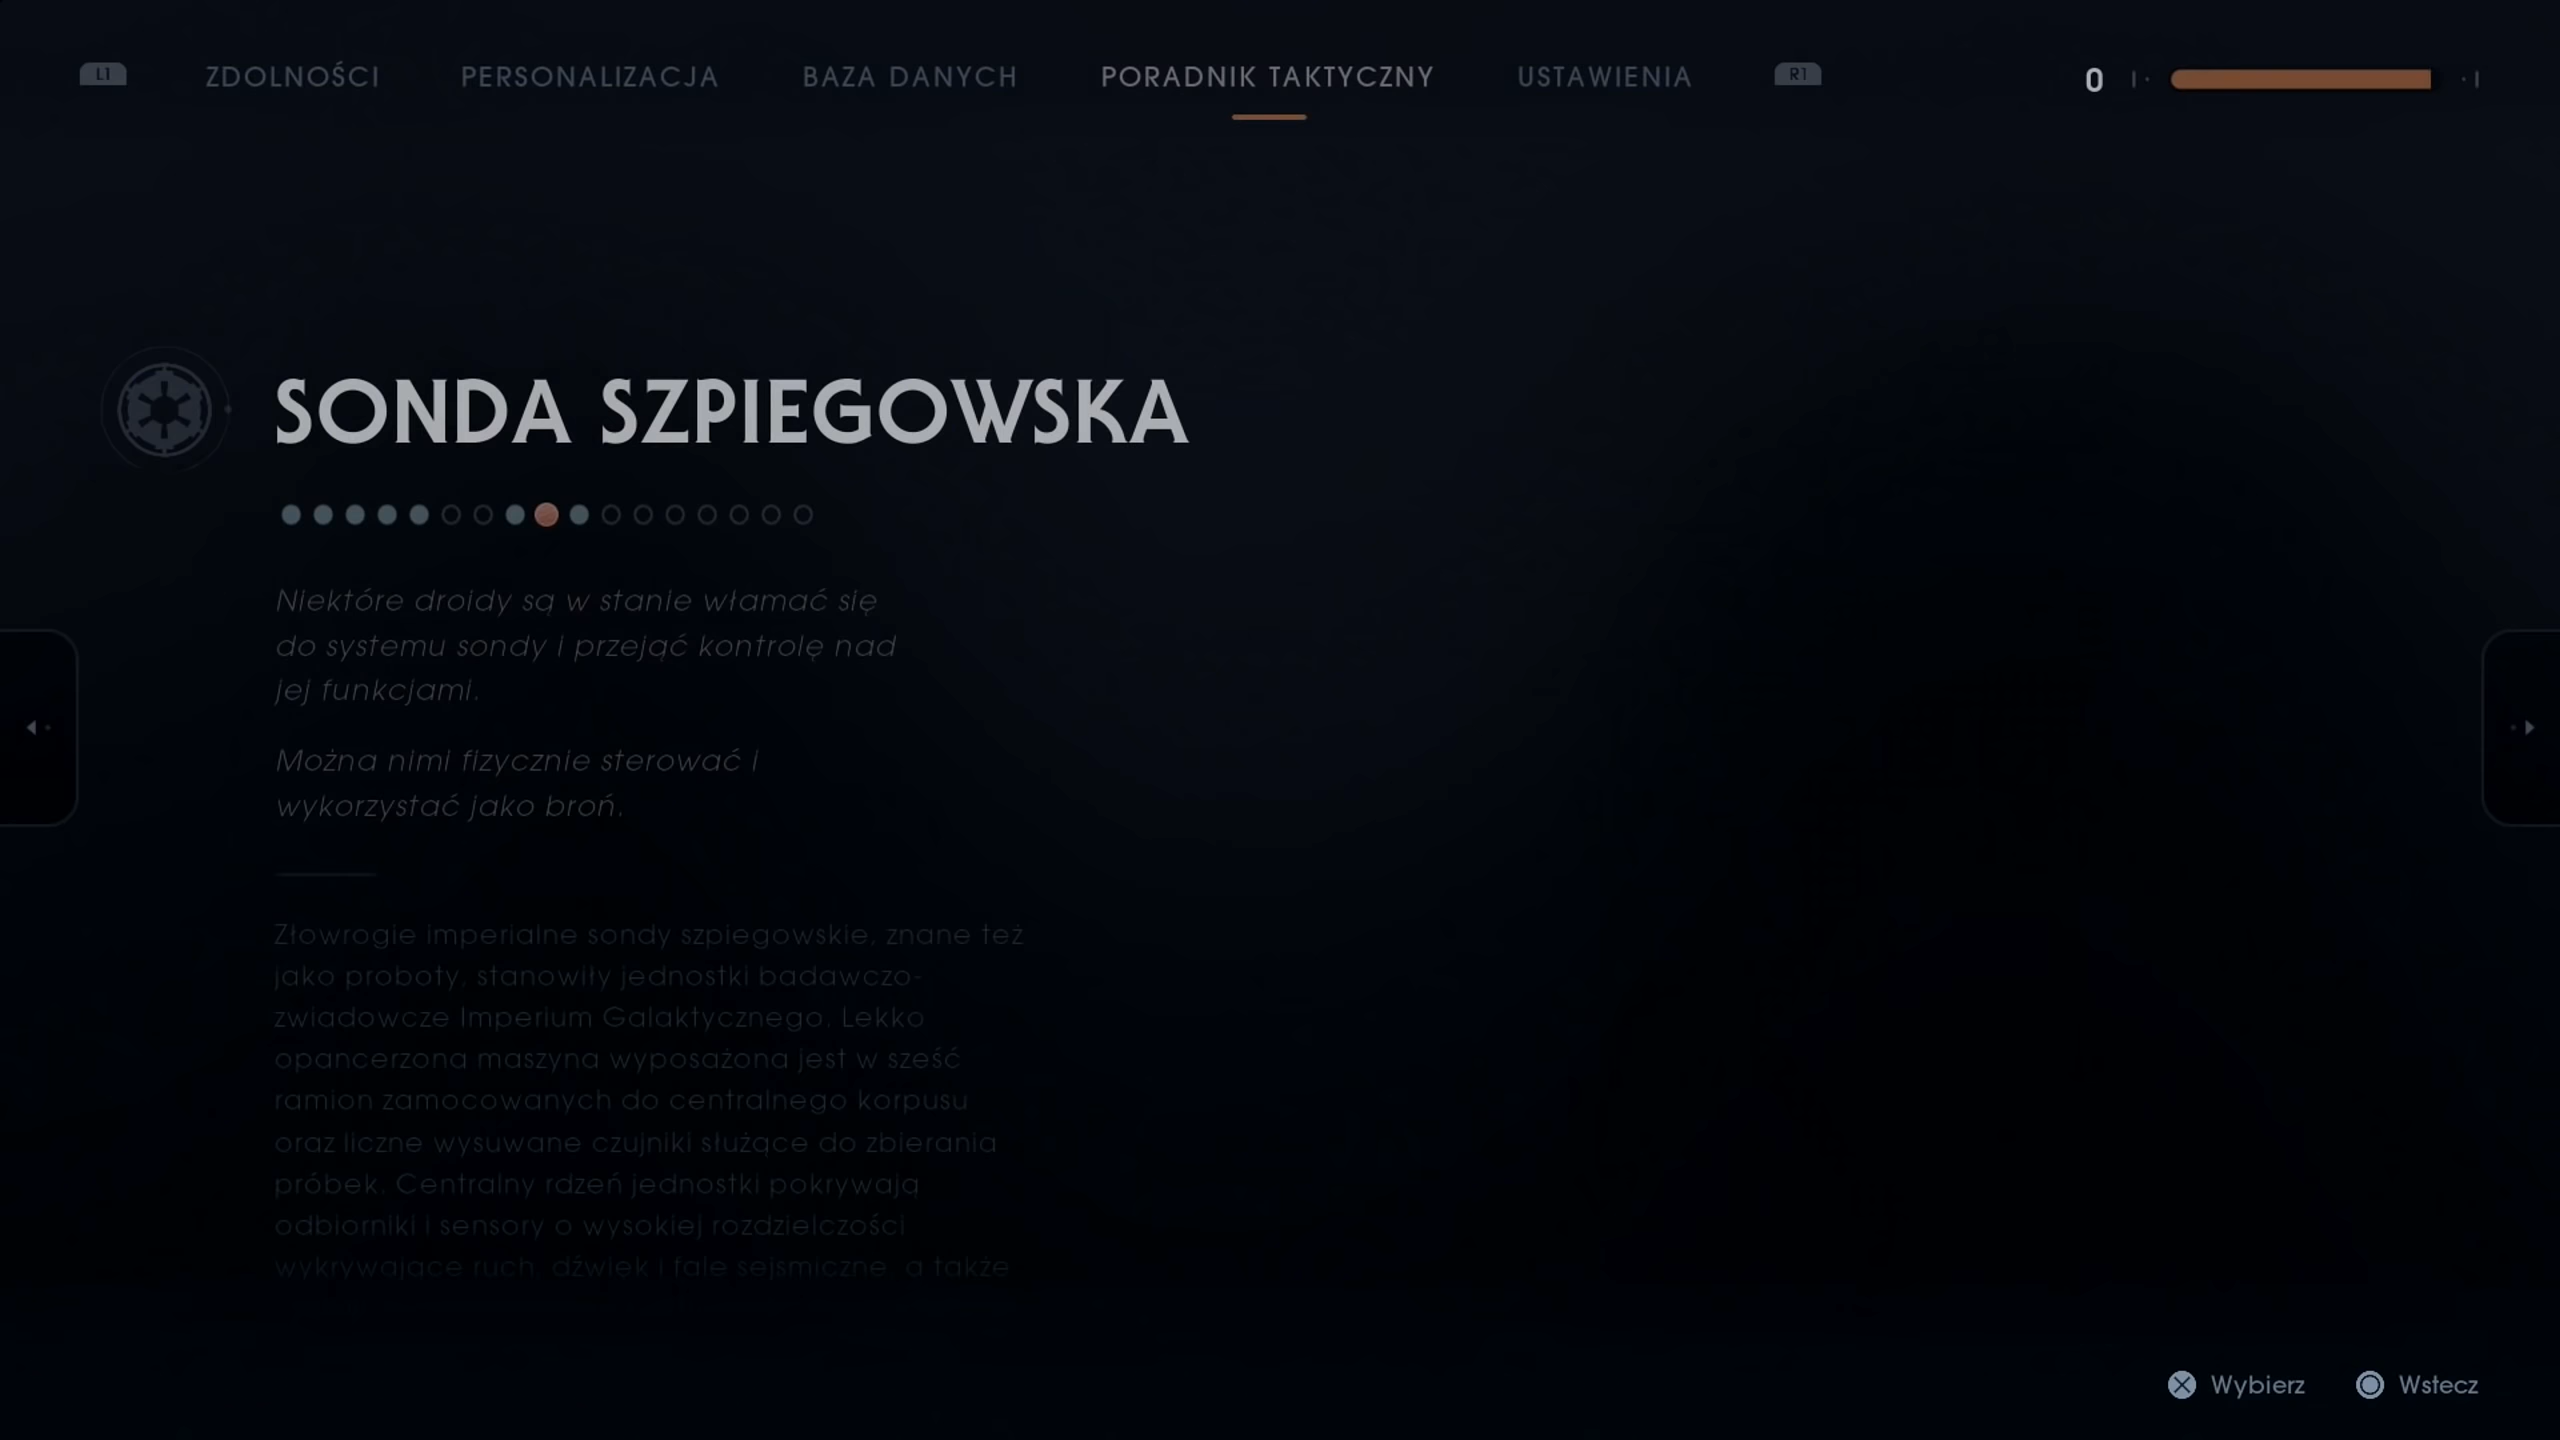 L1 ZDOLNOŚCI PERSONALIZACJA BAZA DANYCH PORADNIK TAKTYCZNY USTAWIENIA R1 0
SONDA SZPIEGOWSKA
Niektóre droidy są w stanie włamać się
do systemu sondy i przejąć kontrolę nad
jej funkcjami.
Można nimi fizycznie sterować i
wykorzystać jako broń.
Złowrogie imperialne sondy szpiegowskie, znane też
jako proboty, stanowiły jednostki badawczo-
zwiadowcze Imperium Galaktycznego. Lekko
opancerzona maszyna wyposażona jest w sześć
ramion zamocowanych do centralnego korpusu
oraz liczne wysuwane czujniki służące do zbierania
próbek. Centralny rdzeń jednostki pokrywają
odbiorniki i sensory o wysokiej rozdzielczości
wykrywające ruch, dźwięk i fale sejsmiczne, a także
Wybierz Wstecz